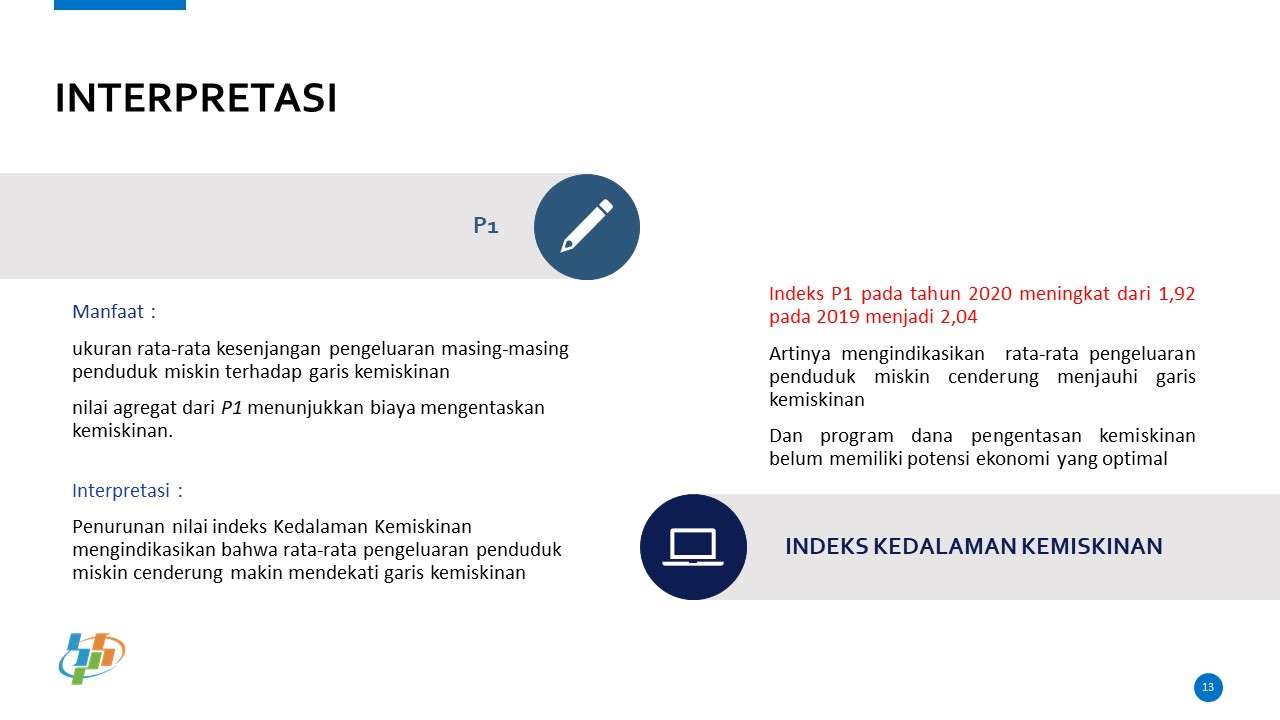 INTERPRETASI
P1
Manfaat :
ukuran rata-rata kesenjangan pengeluaran masing-masing
penduduk miskin terhadap garis kemiskinan
nilai agregat dari P1 menunjukkan biaya mengentaskan
kemiskinan.
Interpretasi :
Penurunan nilai indeks Kedalaman Kemiskinan
mengindikasikan bahwa rata-rata pengeluaran penduduk
miskin cenderung makin mendekati garis kemiskinan
Indeks P1 pada tahun 2020 meningkat dari 1,92
pada 2019 menjadi 2,04
Artinya mengindikasikan rata-rata pengeluaran
penduduk miskin cenderung menjauhi garis
kemiskinan
Dan program dana pengentasan kemiskinan
belum memiliki potensi ekonomi yang optimal
INDEKS KEDALAMAN KEMISKINAN
13